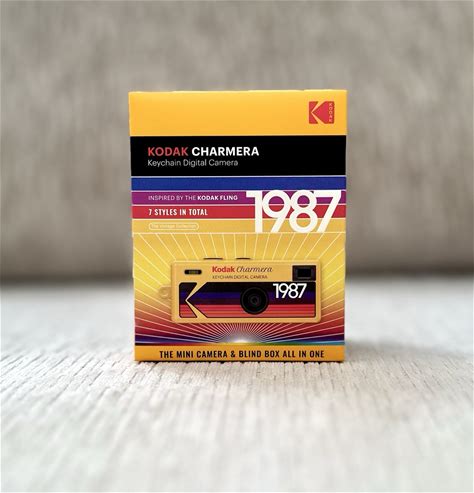 KODAK
KODAK CHARMERA
Keychain Digital Camera
INSPIRED BY THE KODAK FLING
1987
7 STYLES IN TOTAL
The Vintage Collection
Kodak Charmera
KEYCHAIN DIGITAL CAMERA
1987
THE MINI CAMERA & BLIND BOX ALL IN ONE